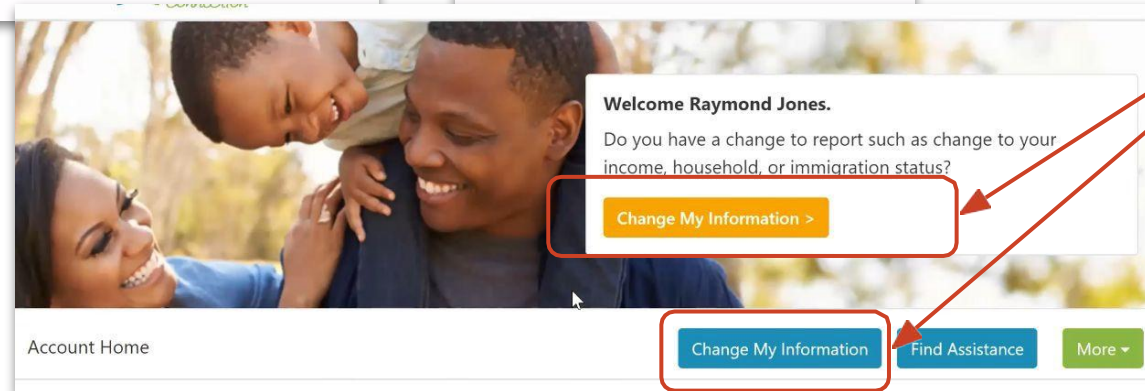 Connection
Welcome Raymond Jones.
Do you have a change to report such as change to your
income, household, or immigration status?
Change My Information >
Account Home
Change My Information
Find Assistance
More